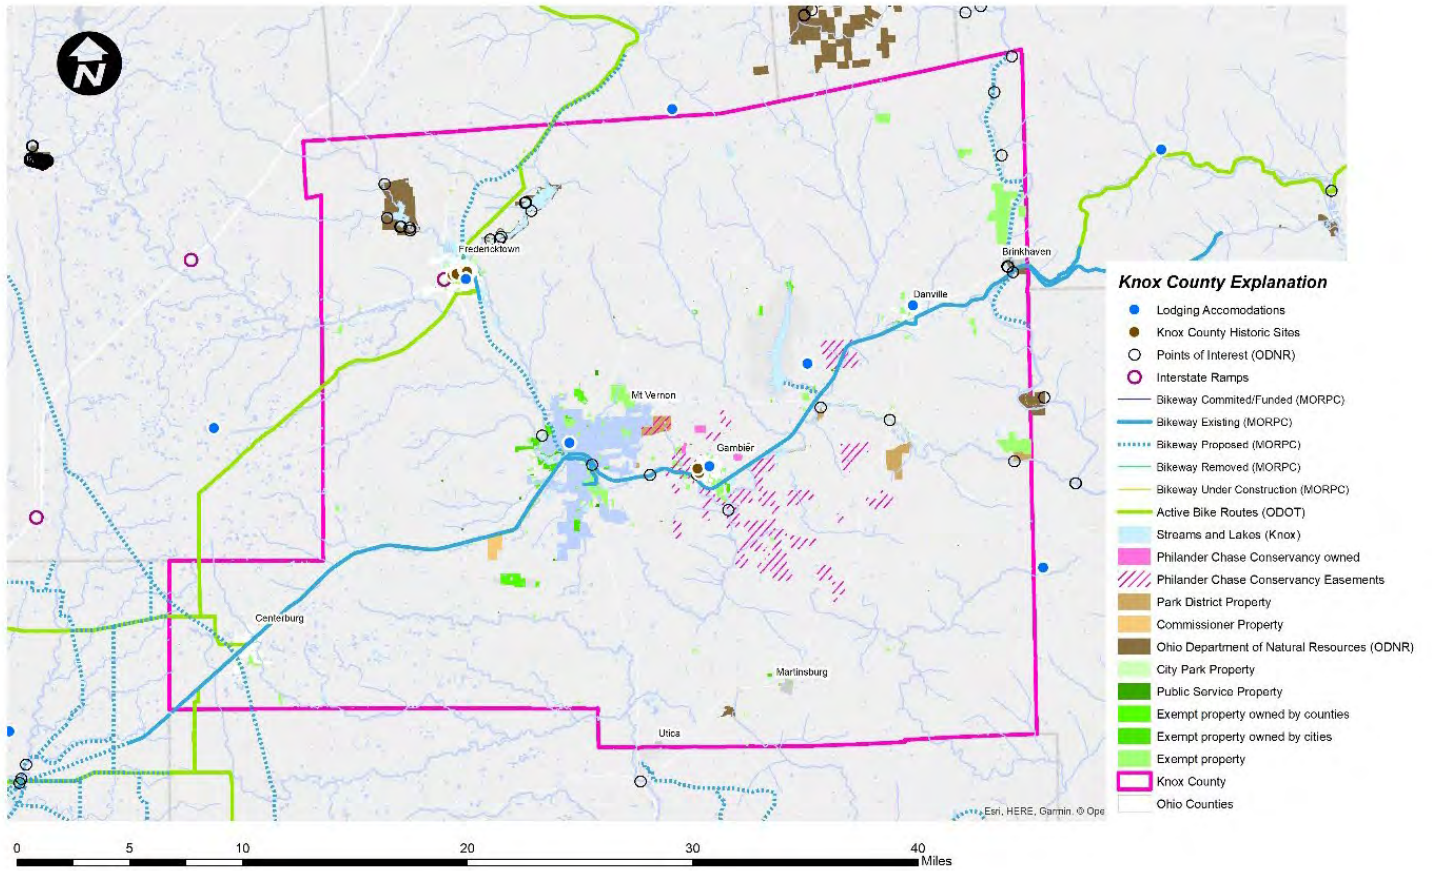 N
Fredericktown
Brinkhaven
Danville
Mt Vernon
Gambier
Centerburg
Martinsburg
Utica
Esri, HERE, Garmin, © Ope
Knox County Explanation
Lodging Accomodations
Knox County Historic Sites
Points of Interest (ODNR)
Interstate Ramps
Bikeway Commited/Funded (MORPC)
Bikeway Existing (MORPC)
Bikeway Proposed (MORPC)
Bikeway Removed (MORPC)
Bikeway Under Construction (MORPC)
Active Bike Routes (ODOT)
Streams and Lakes (Knox)
Philander Chase Conservancy owned
Philander Chase Conservancy Easements
Park District Property
Commissioner Property
Ohio Department of Natural Resources (ODNR)
City Park Property
Public Service Property
Exempt property owned by counties
Exempt property owned by cities
Exempt property
Knox County
Ohio Counties
0 5 10 20 30 40
Miles